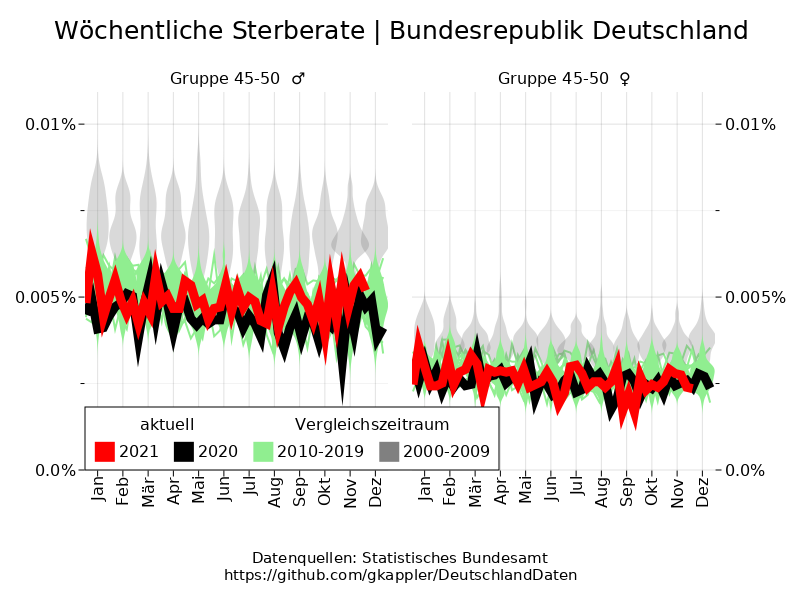 Wöchentliche Sterberate | Bundesrepublik Deutschland
Gruppe 45-50 ♂
Gruppe 45-50 ♀
0.01%
0.005%
0.0%
0.01%
0.005%
0.0%
aktuell
Vergleichszeitraum
2021 2020 2010-2019 2000-2009
Jan Feb Mär Apr Mai Jun Jul Aug Sep Okt Nov Dez
Jan Feb Mär Apr Mai Jun Jul Aug Sep Okt Nov Dez
Datenquellen: Statistisches Bundesamt
https://github.com/gkappler/DeutschlandDaten